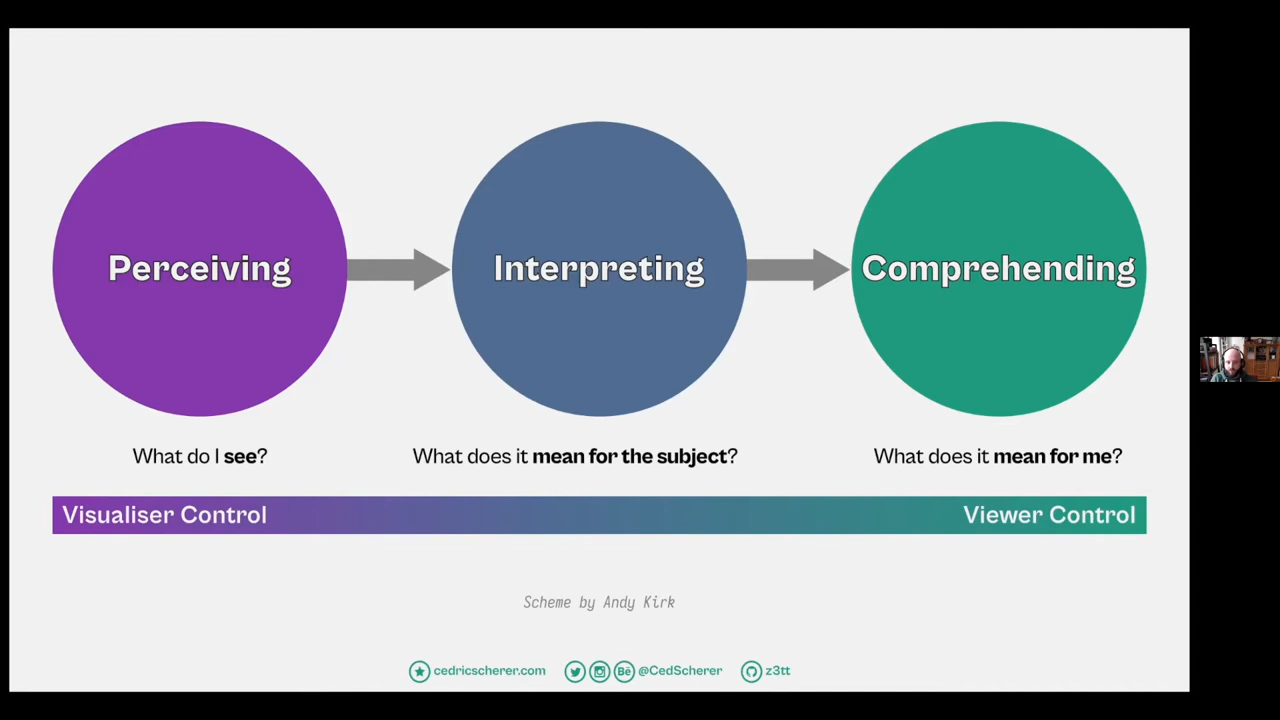 Perceiving
Interpreting
Comprehending
What do I see?
What does it mean for the subject?
What does it mean for me?
Visualiser Control
Viewer Control
Scheme by Andy Kirk
cedricscherer.com
Bē
@CedScherer
z3tt